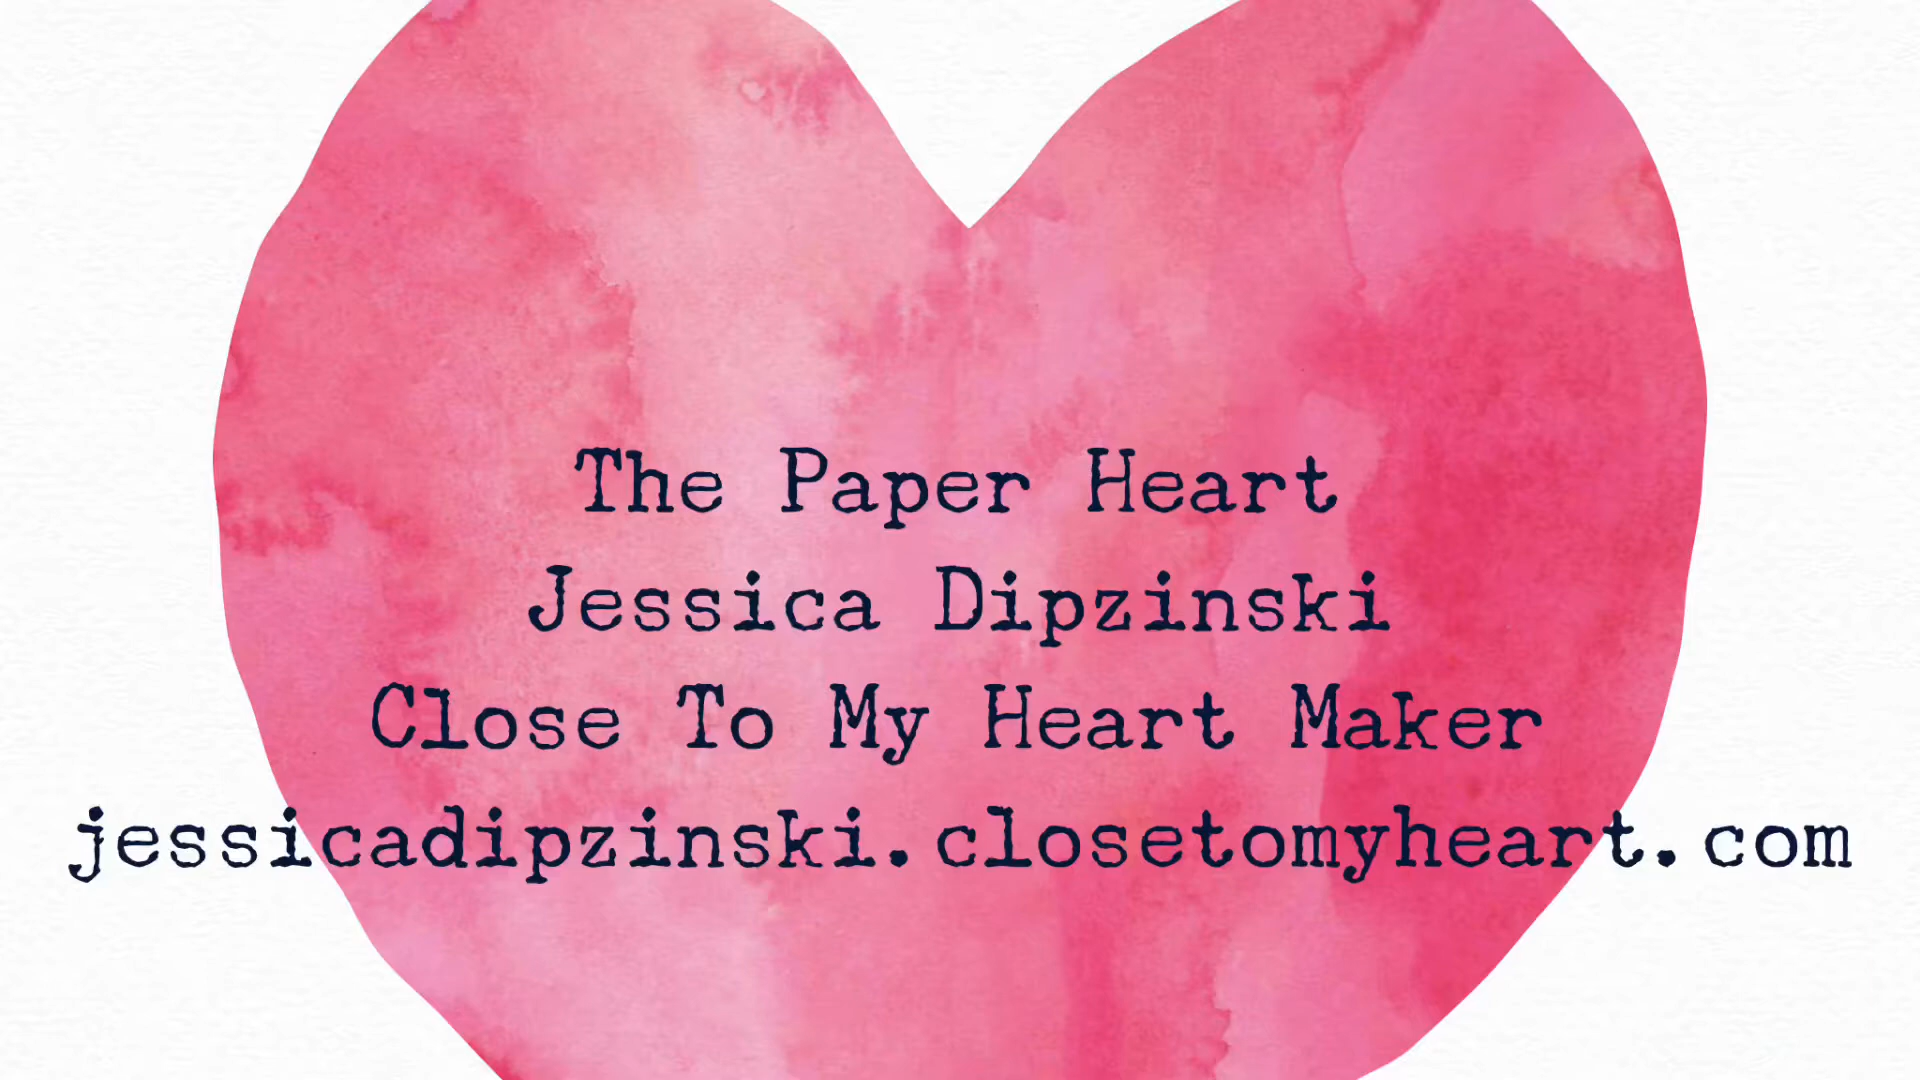 The Paper Heart
Jessica Dipzinski
Close To My Heart Maker
jessicadipzinski.closetomyheart.com